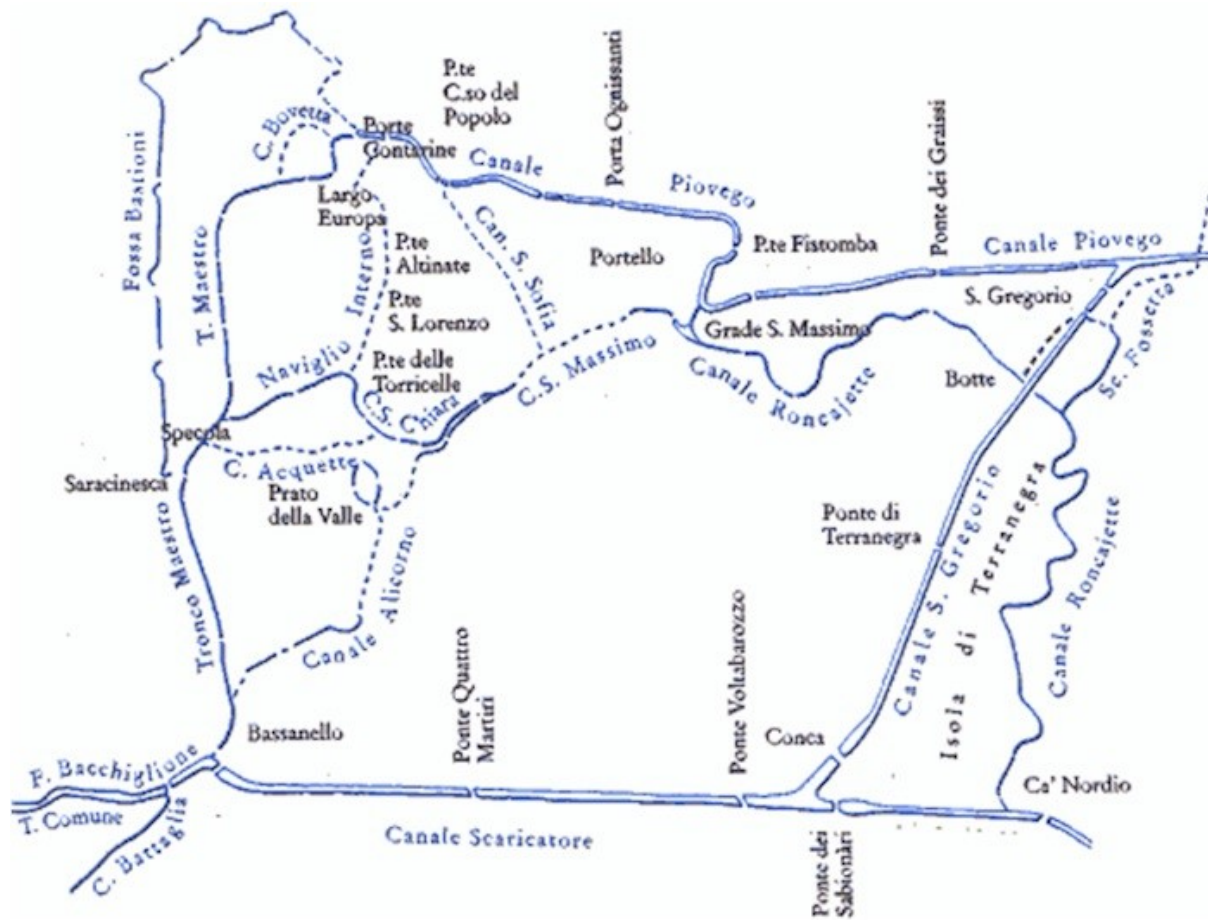 P.te
C.so del
Popolo
Porta Ognissanti
Ponte dei Graissi
C. Bovetta
Porte
Contarine
Canale
Piovego
Fossa Bastioni
T. Maestro
Largo
Europa
Interno
P.te
Altinate
Can. S. Sofia
Portello
P.te Fistomba
Canale Piovego
P.te
S. Lorenzo
S. Gregorio
Grade S. Massimo
Sc. Fossetta
Naviglio
P.te delle
Torricelle
C.S. Massimo
Canale Roncajette
Botte
C.S. Chiara
Specola
C. Acquette
Saracinesca
Prato
della Valle
Ponte di
Terranegra
Canale S. Gregorio
Isola di Terranegra
Canale Roncajette
Tronco Maestro
Canale Alicorno
Bassanello
Ponte Quattro
Martiri
Ponte Voltabarozzo
Conca
Ca' Nordio
F. Bacchiglione
T. Comune
C. Battaglia
Canale Scaricatore
Ponte dei
Sabionàri